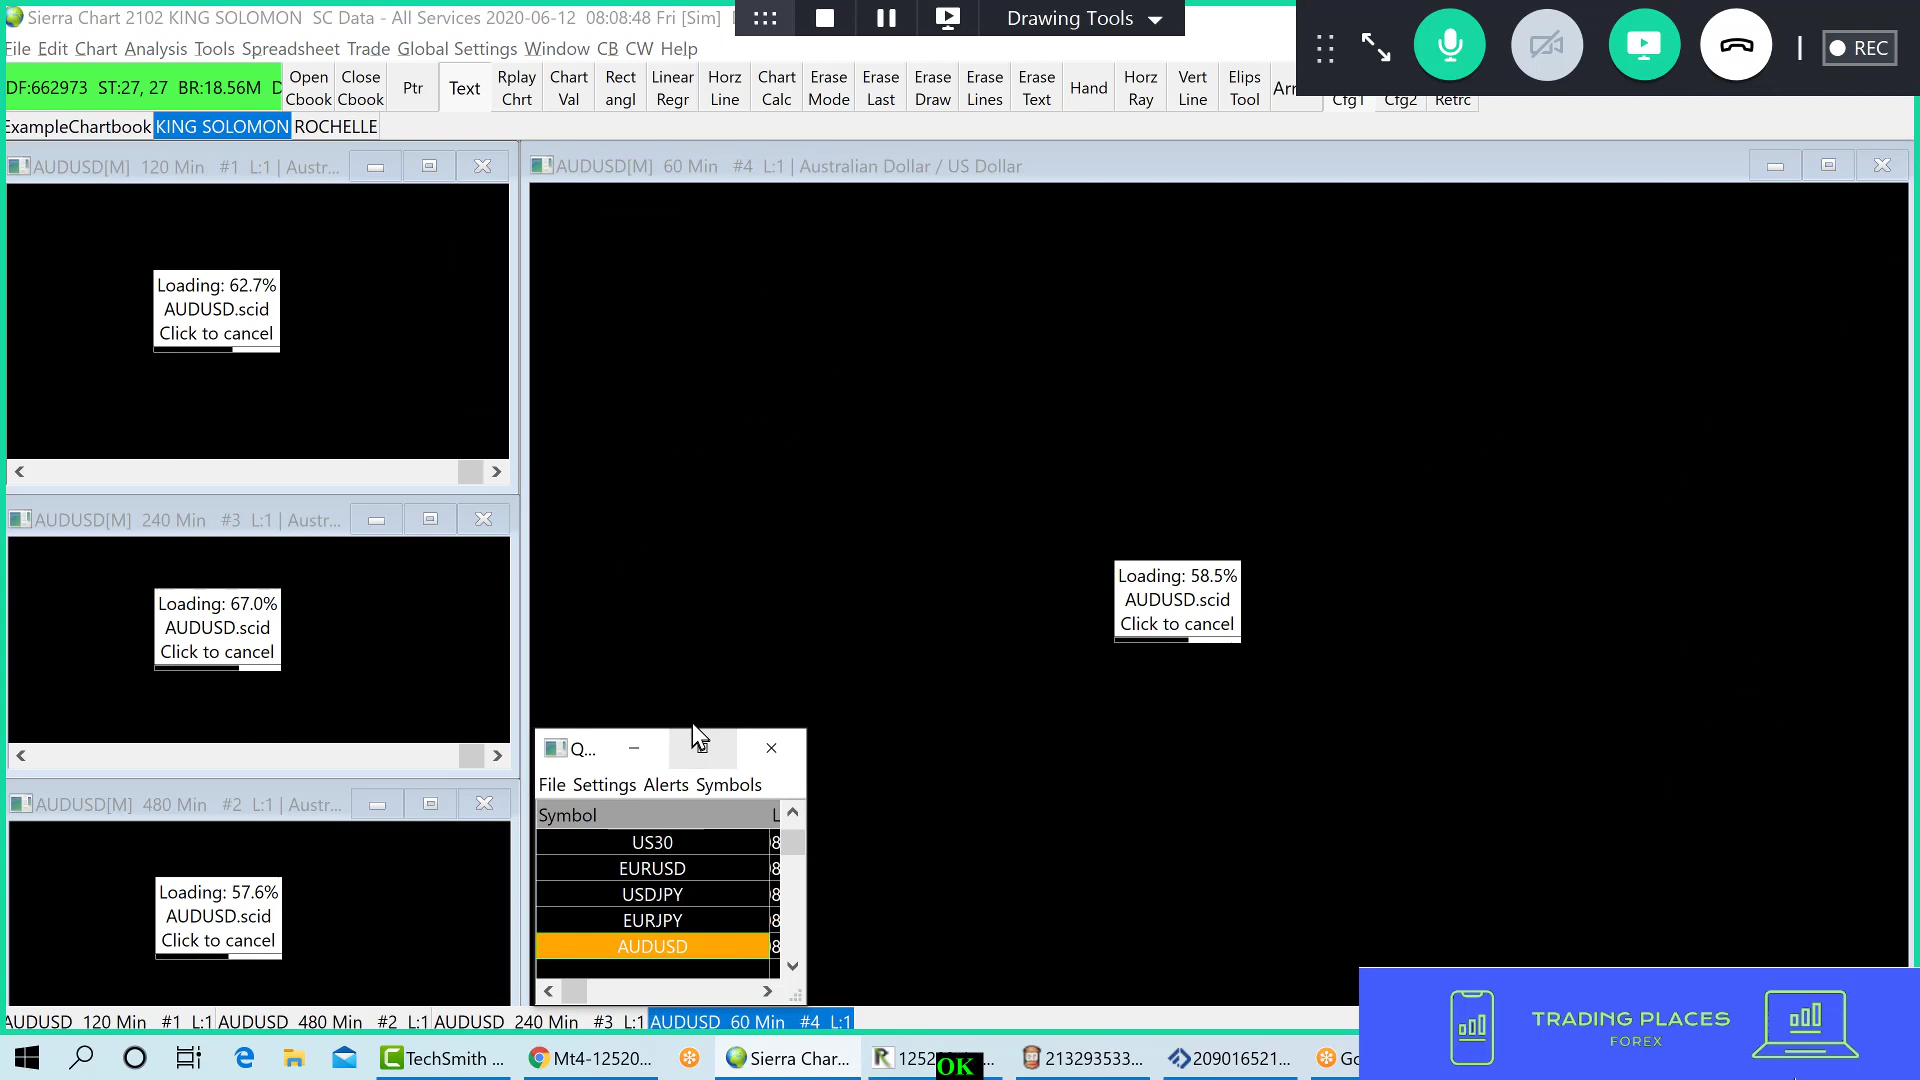 Sierra Chart 2102 KING SOLOMON SC Data - All Services 2020-06-12 08:08:48 Fri [Sim]
Drawing Tools
REC
File Edit Chart Analysis Tools Spreadsheet Trade Global Settings Window CB CW Help
DF:662973 ST:27, 27 BR:18.56M
Open Cbook
Close Cbook
Ptr
Text
Rplay Chrt
Chart Val
Rect angl
Linear Regr
Horz Line
Chart Calc
Erase Mode
Erase Last
Erase Draw
Erase Lines
Erase Text
Hand
Horz Ray
Vert Line
Elips Tool
Cfg1
Cfg2
Retrc
ExampleChartbook KING SOLOMON ROCHELLE
AUDUSD[M] 120 Min #1 L:1 | Austr...
Loading: 62.7%
AUDUSD.scid
Click to cancel
AUDUSD[M] 240 Min #3 L:1 | Austr...
Loading: 67.0%
AUDUSD.scid
Click to cancel
AUDUSD[M] 480 Min #2 L:1 | Austr...
Loading: 57.6%
AUDUSD.scid
Click to cancel
AUDUSD[M] 60 Min #4 L:1 | Australian Dollar / US Dollar
Loading: 58.5%
AUDUSD.scid
Click to cancel
Q...
File Settings Alerts Symbols
Symbol
US30
EURUSD
USDJPY
EURJPY
AUDUSD
AUDUSD 120 Min #1 L:1 AUDUSD 480 Min #2 L:1 AUDUSD 240 Min #3 L:1 AUDUSD 60 Min #4 L:1
TRADING PLACES
FOREX
TechSmith ...
Mt4-12520...
Sierra Char...
OK
213293533...
209016521...